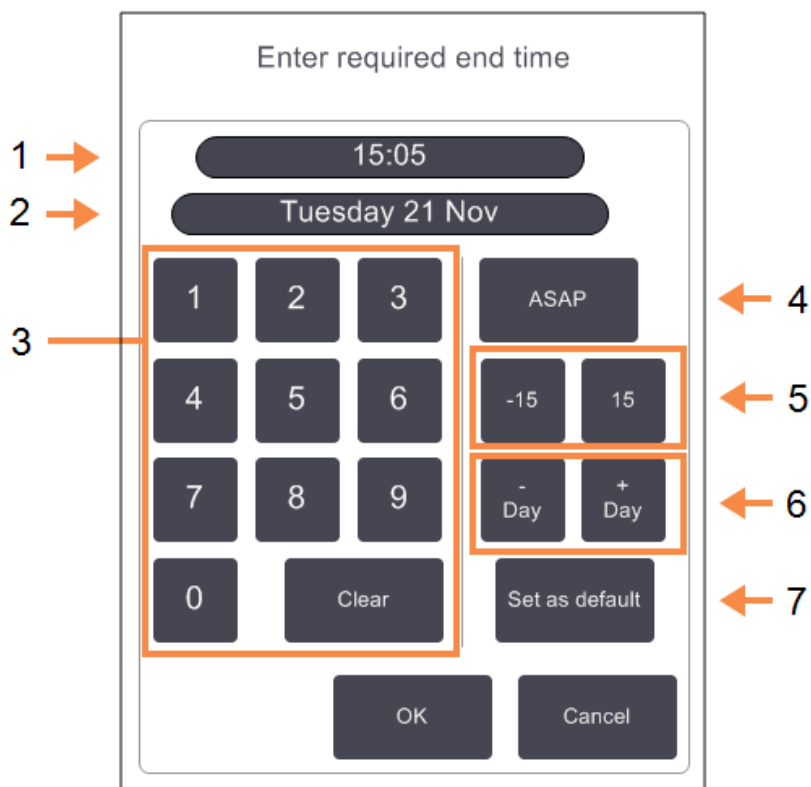 Enter required end time
1
15:05
2
Tuesday 21 Nov
3
1 2 3
4 5 6
7 8 9
0 Clear
ASAP
4
-15 15
5
-
Day
+
Day
6
Set as default
7
OK Cancel